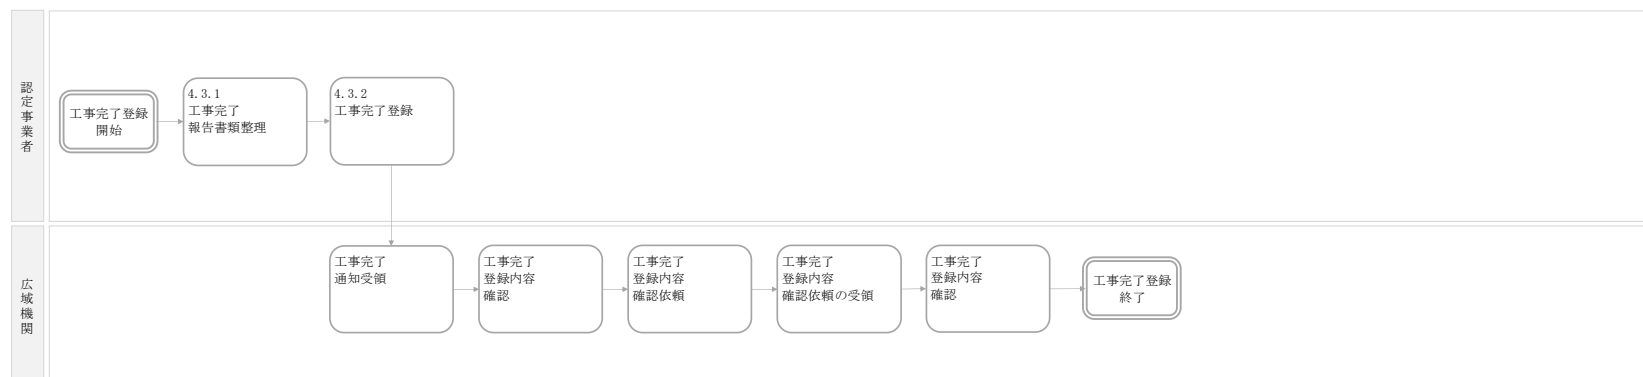 認定事業者
工事完了登録
開始
4.3.1
工事完了
報告書類整理
4.3.2
工事完了登録
広域機関
工事完了
通知受領
工事完了
登録内容
確認
工事完了
登録内容
確認依頼
工事完了
登録内容
確認依頼の受領
工事完了
登録内容
確認
工事完了登録
終了